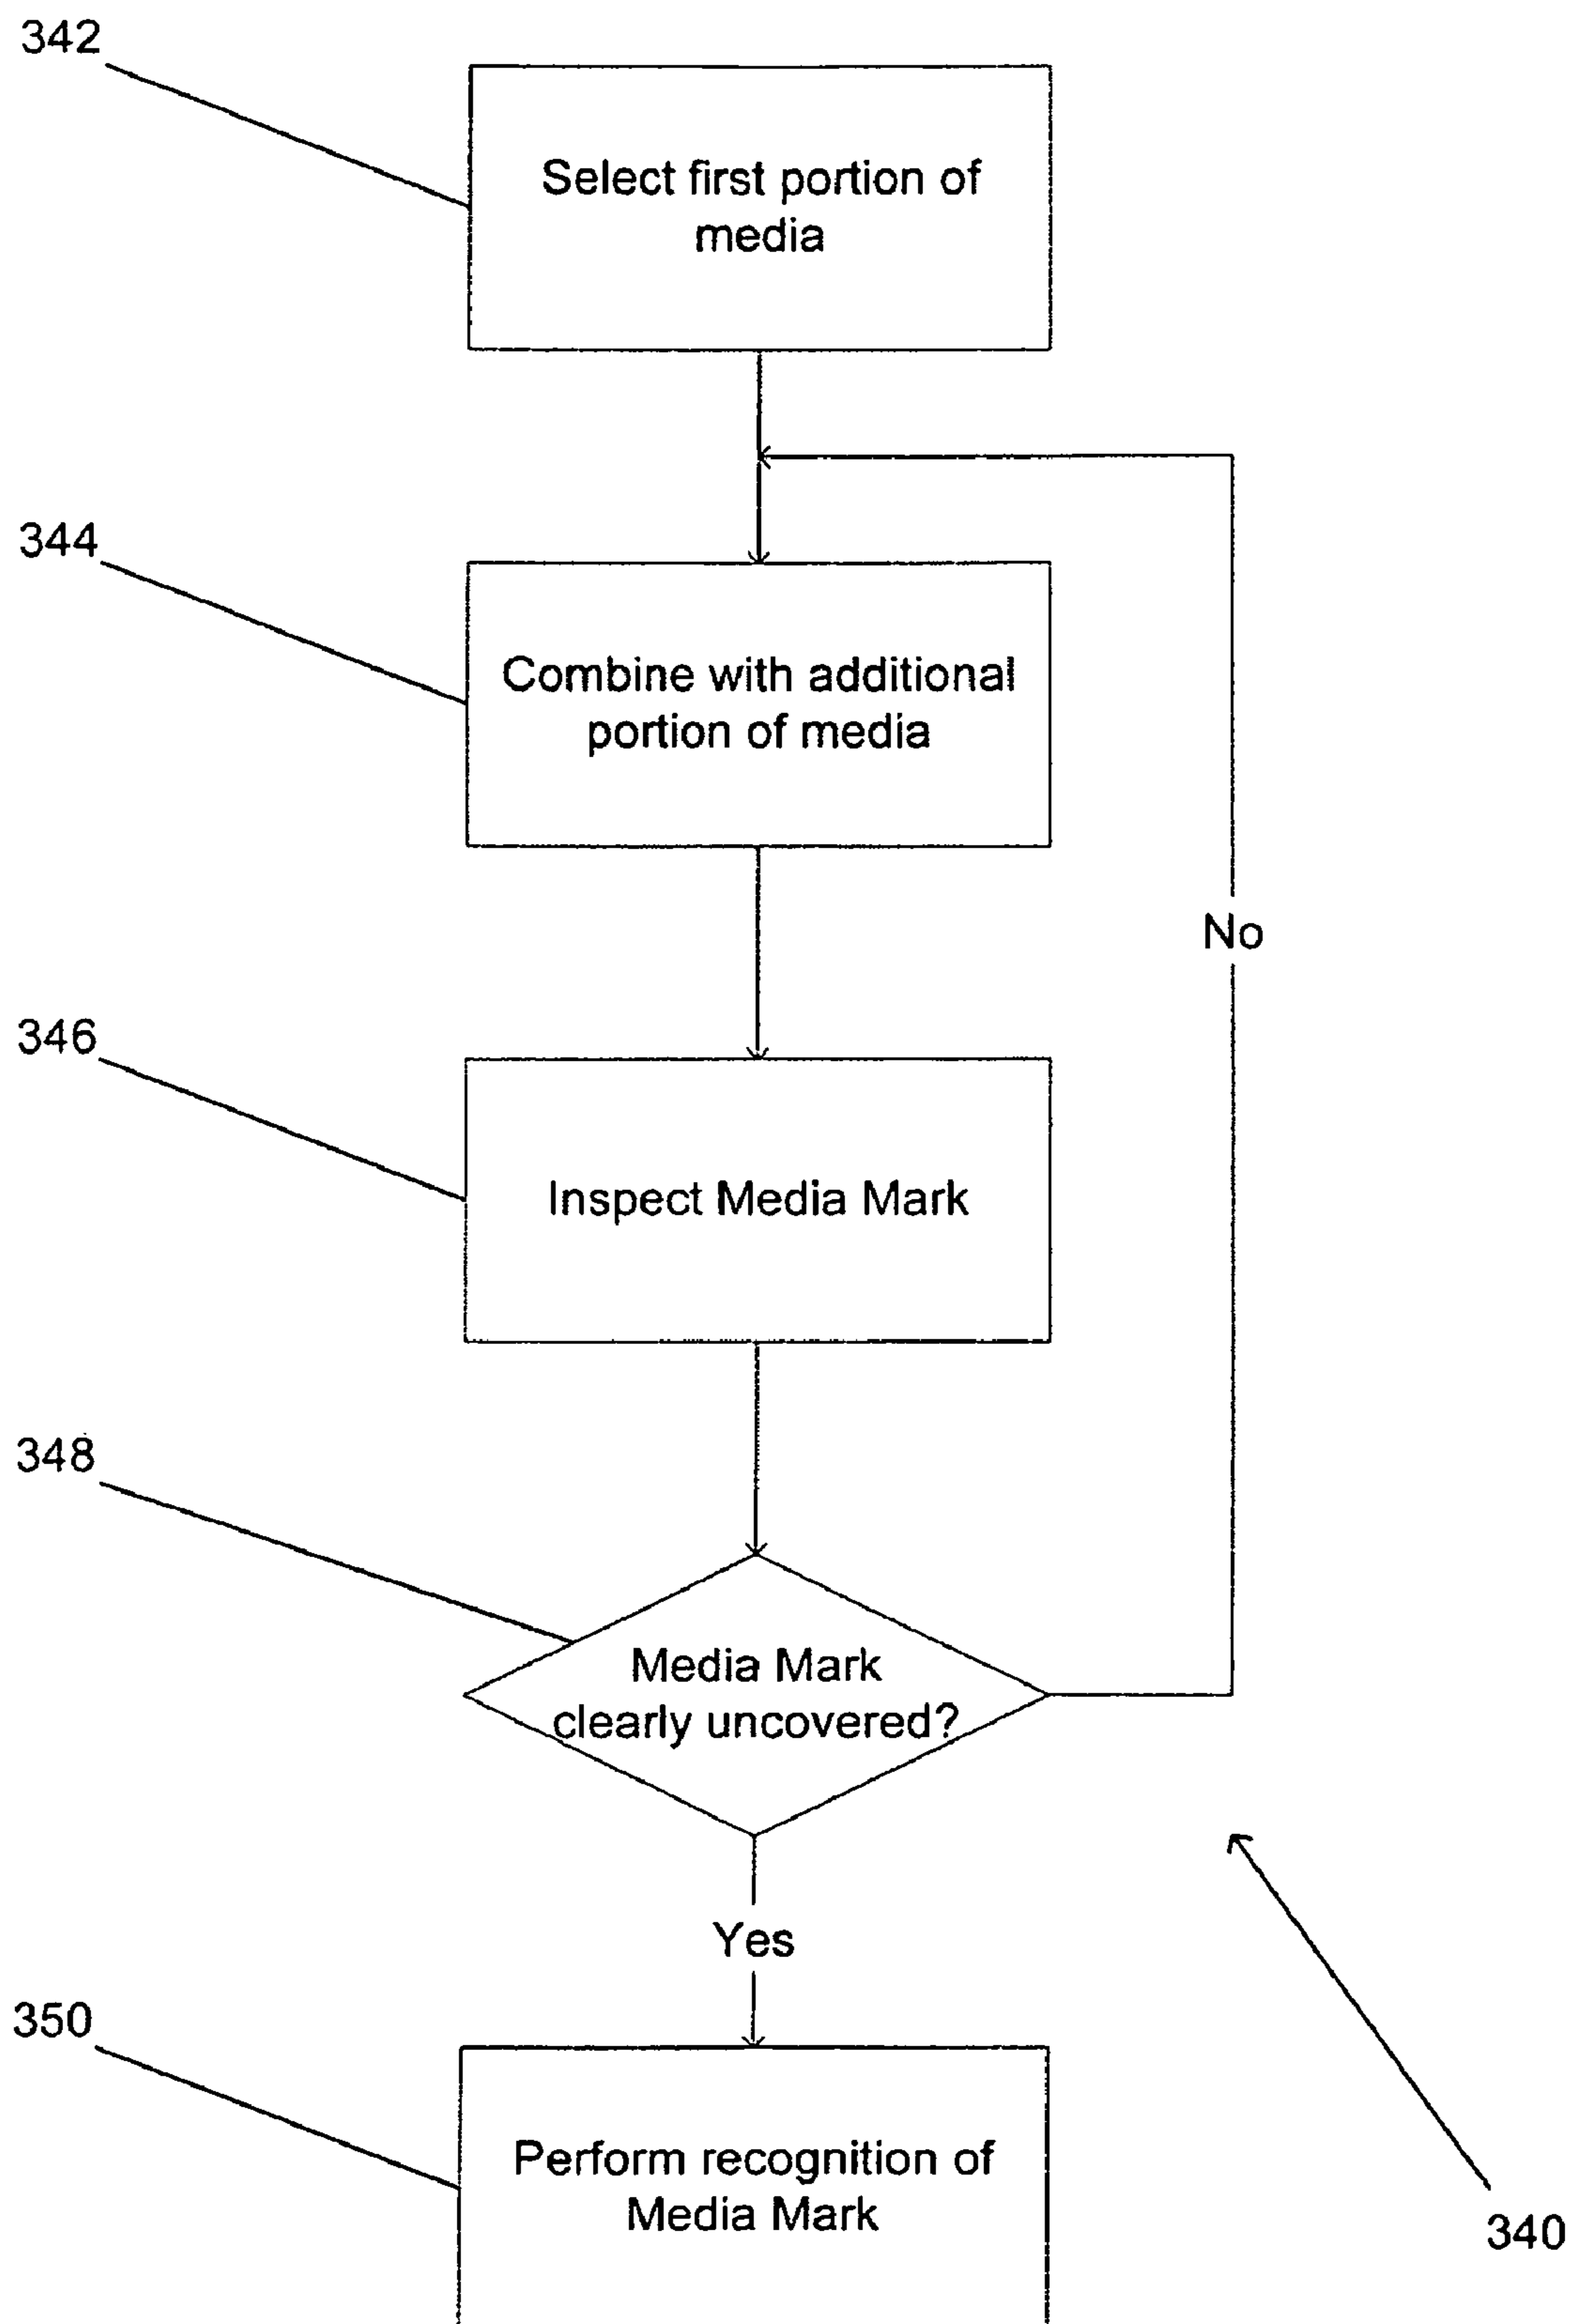 342
Select first portion of
media
344
Combine with additional
portion of media
No
346
Inspect Media Mark
348
Media Mark
clearly uncovered?
Yes
350
Perform recognition of
Media Mark
340